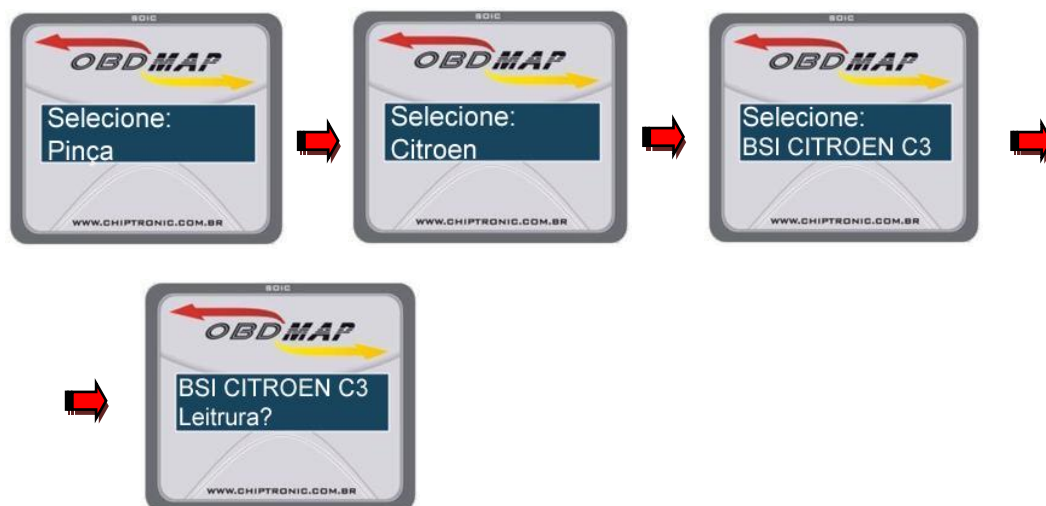 SOIC
OBDMAP
Selecione:
Pinça
WWW.CHIPTRONIC.COM.BR
SOIC
OBDMAP
Selecione:
Citroen
WWW.CHIPTRONIC.COM.BR
SOIC
OBDMAP
Selecione:
BSI CITROEN C3
WWW.CHIPTRONIC.COM.BR
SOIC
OBDMAP
BSI CITROEN C3
Leitrura?
WWW.CHIPTRONIC.COM.BR